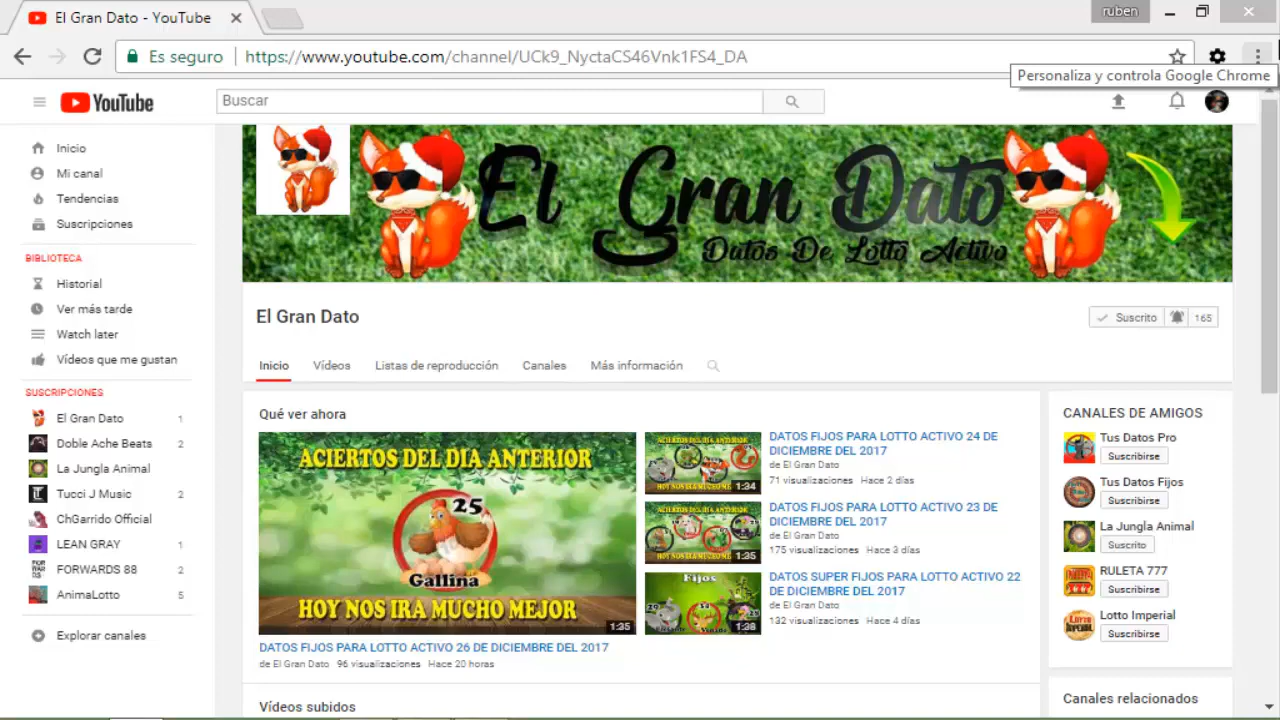 El Gran Dato - YouTube
ruben
Es seguro
https://www.youtube.com/channel/UCk9_NyctaCS46Vnk1FS4_DA
Personaliza y controla Google Chrome
YouTube
Buscar
Inicio
Mi canal
Tendencias
Suscripciones
BIBLIOTECA
Historial
Ver más tarde
Watch later
Vídeos que me gustan
SUSCRIPCIONES
El Gran Dato 1
Doble Ache Beats 2
La Jungla Animal
Tucci J Music 2
ChGarrido Official
LEAN GRAY 1
FORWARDS 88 2
AnimaLotto 5
Explorar canales
El Gran Dato
Datos De Lotto Activo
El Gran Dato
Suscrito 165
Inicio
Vídeos
Listas de reproducción
Canales
Más información
Qué ver ahora
ACIERTOS DEL DIA ANTERIOR
25
Gallina
HOY NOS IRA MUCHO MEJOR
1:35
DATOS FIJOS PARA LOTTO ACTIVO 26 DE DICIEMBRE DEL 2017
de El Gran Dato 96 visualizaciones Hace 20 horas
1:34
DATOS FIJOS PARA LOTTO ACTIVO 24 DE
DICIEMBRE DEL 2017
de El Gran Dato
71 visualizaciones Hace 2 días
1:35
DATOS FIJOS PARA LOTTO ACTIVO 23 DE
DICIEMBRE DEL 2017
de El Gran Dato
175 visualizaciones Hace 3 días
Fijos
1:38
DATOS SUPER FIJOS PARA LOTTO ACTIVO 22
DE DICIEMBRE DEL 2017
de El Gran Dato
132 visualizaciones Hace 4 días
CANALES DE AMIGOS
Tus Datos Pro
Suscribirse
Tus Datos Fijos
Suscribirse
La Jungla Animal
Suscrito
RULETA 777
Suscribirse
Lotto Imperial
Suscribirse
Canales relacionados
Vídeos subidos